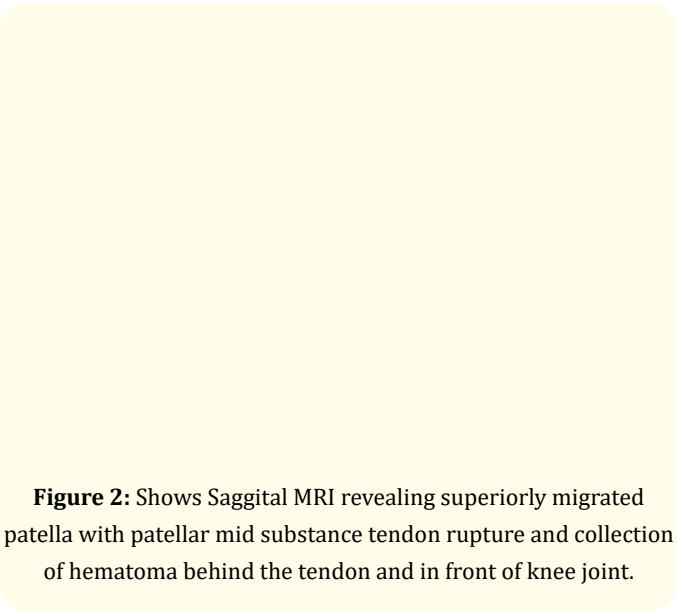 Figure 2: Shows Saggital MRI revealing superiorly migrated
patella with patellar mid substance tendon rupture and collection
of hematoma behind the tendon and in front of knee joint.